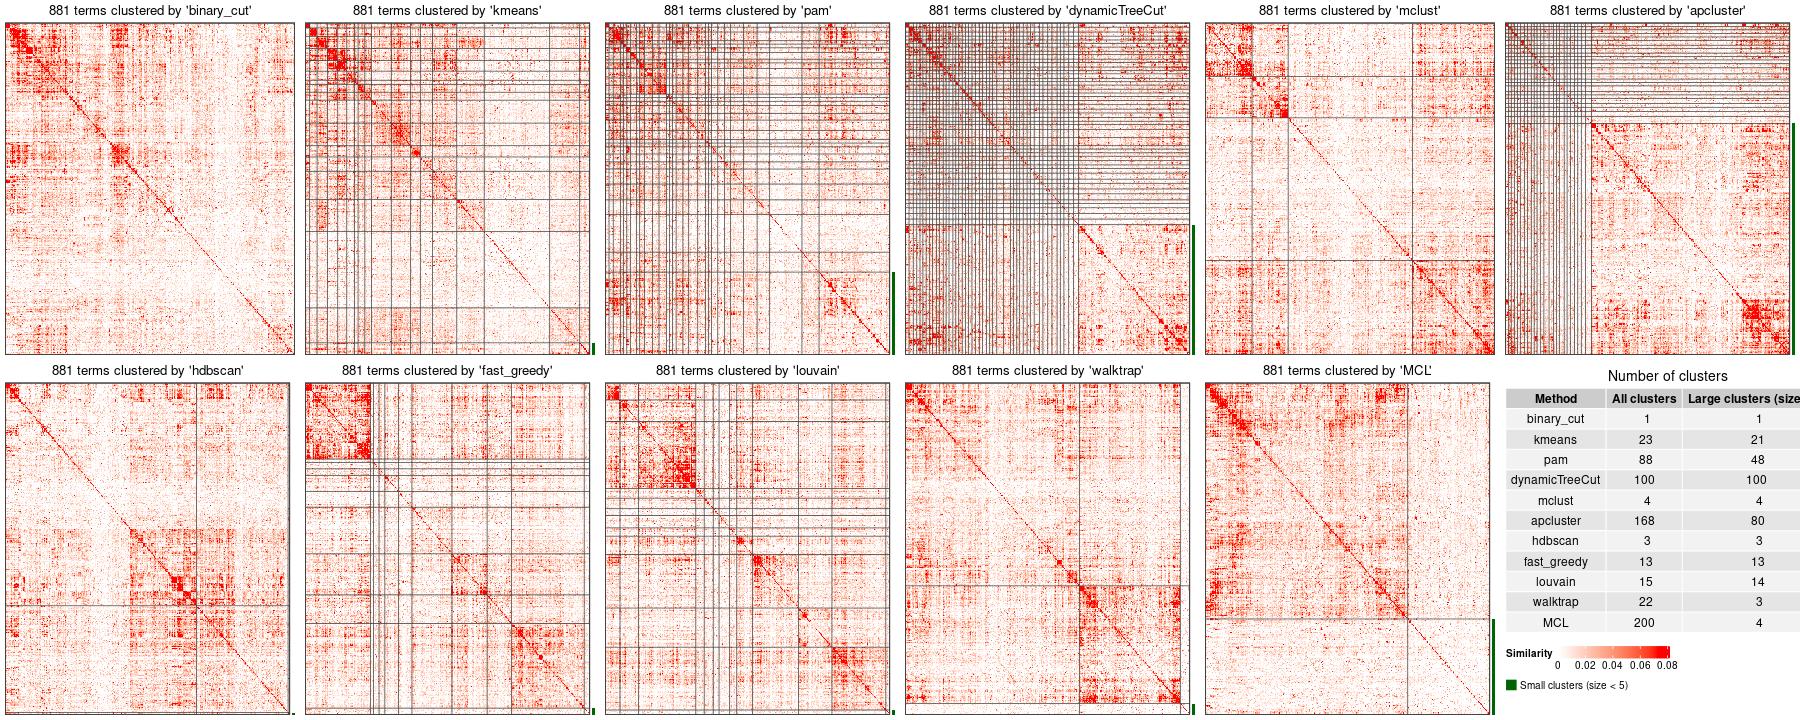 881 terms clustered by 'binary_cut'
881 terms clustered by 'kmeans'
881 terms clustered by 'pam'
881 terms clustered by 'dynamicTreeCut'
881 terms clustered by 'mclust'
881 terms clustered by 'apcluster'
881 terms clustered by 'hdbscan'
881 terms clustered by 'fast_greedy'
881 terms clustered by 'louvain'
881 terms clustered by 'walktrap'
881 terms clustered by 'MCL'
Number of clusters
Method All clusters Large clusters (size
binary_cut 1 1
kmeans 23 21
pam 88 48
dynamicTreeCut 100 100
mclust 4 4
apcluster 168 80
hdbscan 3 3
fast_greedy 13 13
louvain 15 14
walktrap 22 3
MCL 200 4
Similarity
0 0.02 0.04 0.06 0.08
Small clusters (size < 5)